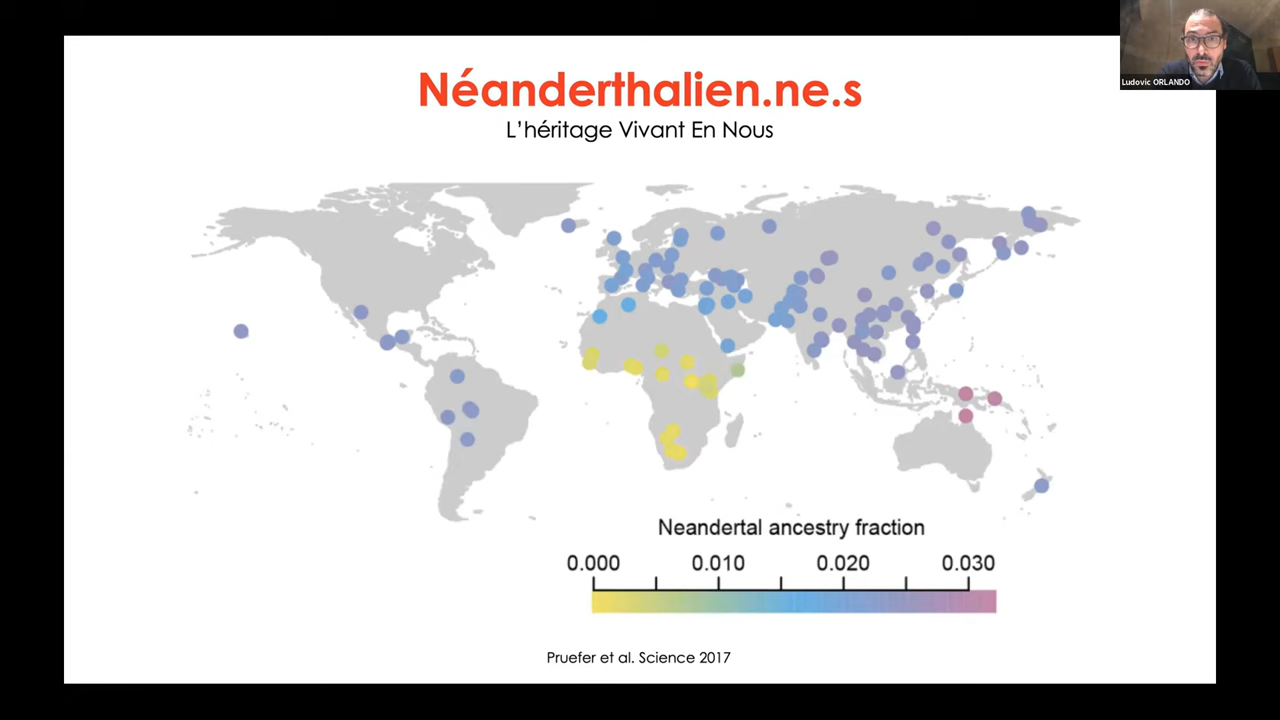 Néanderthalien.ne.s
L'héritage Vivant En Nous
Ludovic ORLANDO
Neandertal ancestry fraction
0.000 0.010 0.020 0.030
Pruefer et al. Science 2017